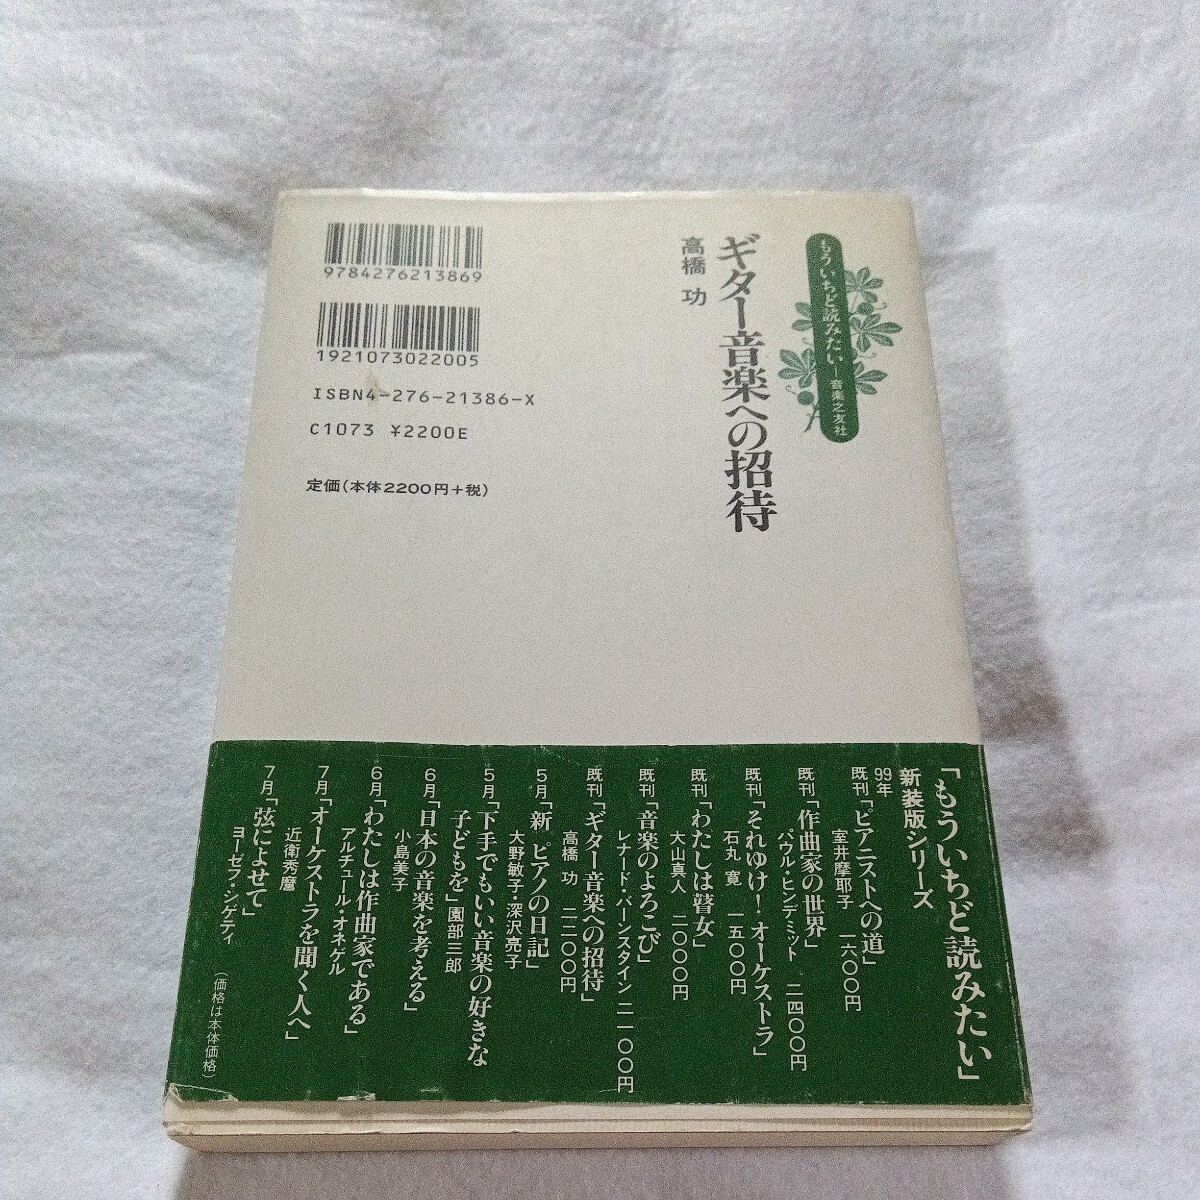 もういちど読みたい―音楽之友社
ギター音楽への招待
高橋 功
9784276213869
1921073022005
ISBN4-276-21386-X
C1073 ¥2200E
定価(本体2200円+税)
「もういちど読みたい」
新装版シリーズ
99年
既刊「ピアニストへの道」
室井摩耶子 一六〇〇円
既刊「作曲家の世界」
パウル・ヒンデミット 二四〇〇円
既刊「それゆけ！オーケストラ」
石丸 寛 一五〇〇円
既刊「わたしは瞽女」
大山真人 二〇〇〇円
既刊「音楽のよろこび」
レナード・バーンスタイン 二一〇〇円
既刊「ギター音楽への招待」
高橋 功 二二〇〇円
5月「新 ピアノの日記」
大野敏子・深沢亮子
5月「下手でもいい音楽の好きな
子どもを」園部三郎
6月「日本の音楽を考える」
小島美子
6月「わたしは作曲家である」
アルチュール・オネゲル
7月「オーケストラを聞く人へ」
近衛秀麿
7月「弦によせて」
ヨーゼフ・シゲティ
(価格は本体価格)